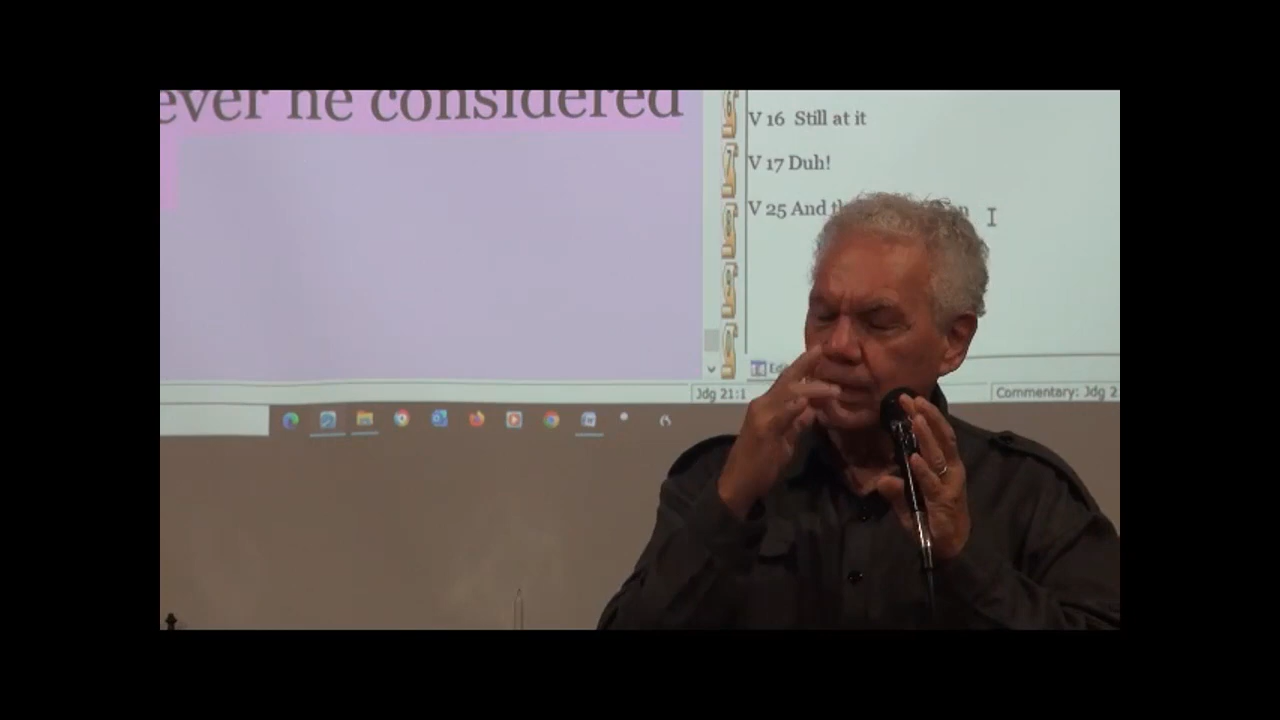 ever he considered
V 16 Still at it
V 17 Duh!
V 25 And
Jdg 21:1
Commentary: Jdg 2